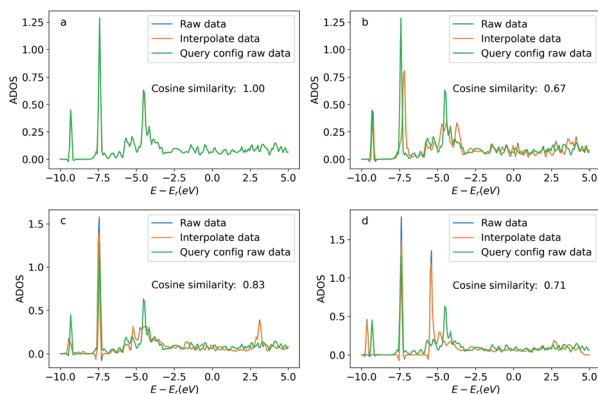 a
Raw data
Interpolate data
Query config raw data
Cosine similarity: 1.00
ADOS
1.25
1.00
0.75
0.50
0.25
0.00
−10.0 −7.5 −5.0 −2.5 0.0 2.5 5.0
E − Er(eV)
b
Raw data
Interpolate data
Query config raw data
Cosine similarity: 0.67
ADOS
1.25
1.00
0.75
0.50
0.25
0.00
−10.0 −7.5 −5.0 −2.5 0.0 2.5 5.0
E − Er(eV)
c
Raw data
Interpolate data
Query config raw data
Cosine similarity: 0.83
ADOS
1.5
1.0
0.5
0.0
−10.0 −7.5 −5.0 −2.5 0.0 2.5 5.0
E − Er(eV)
d
Raw data
Interpolate data
Query config raw data
Cosine similarity: 0.71
ADOS
1.5
1.0
0.5
0.0
−10.0 −7.5 −5.0 −2.5 0.0 2.5 5.0
E − Er(eV)